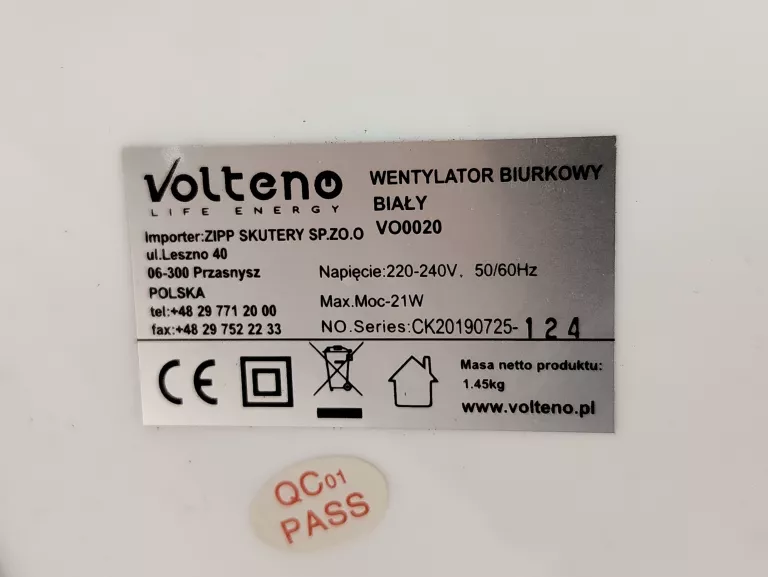 Volteno
LIFE ENERGY
WENTYLATOR BIURKOWY
BIAŁY
VO0020
Importer:ZIPP SKUTERY SP.ZO.O
ul.Leszno 40
06-300 Przasnysz
POLSKA
tel:+48 29 771 20 00
fax:+48 29 752 22 33
Napięcie:220-240V, 50/60Hz
Max.Moc-21W
NO.Series:CK20190725-124
CE
Masa netto produktu:
1.45kg
www.volteno.pl
QC01
PASS